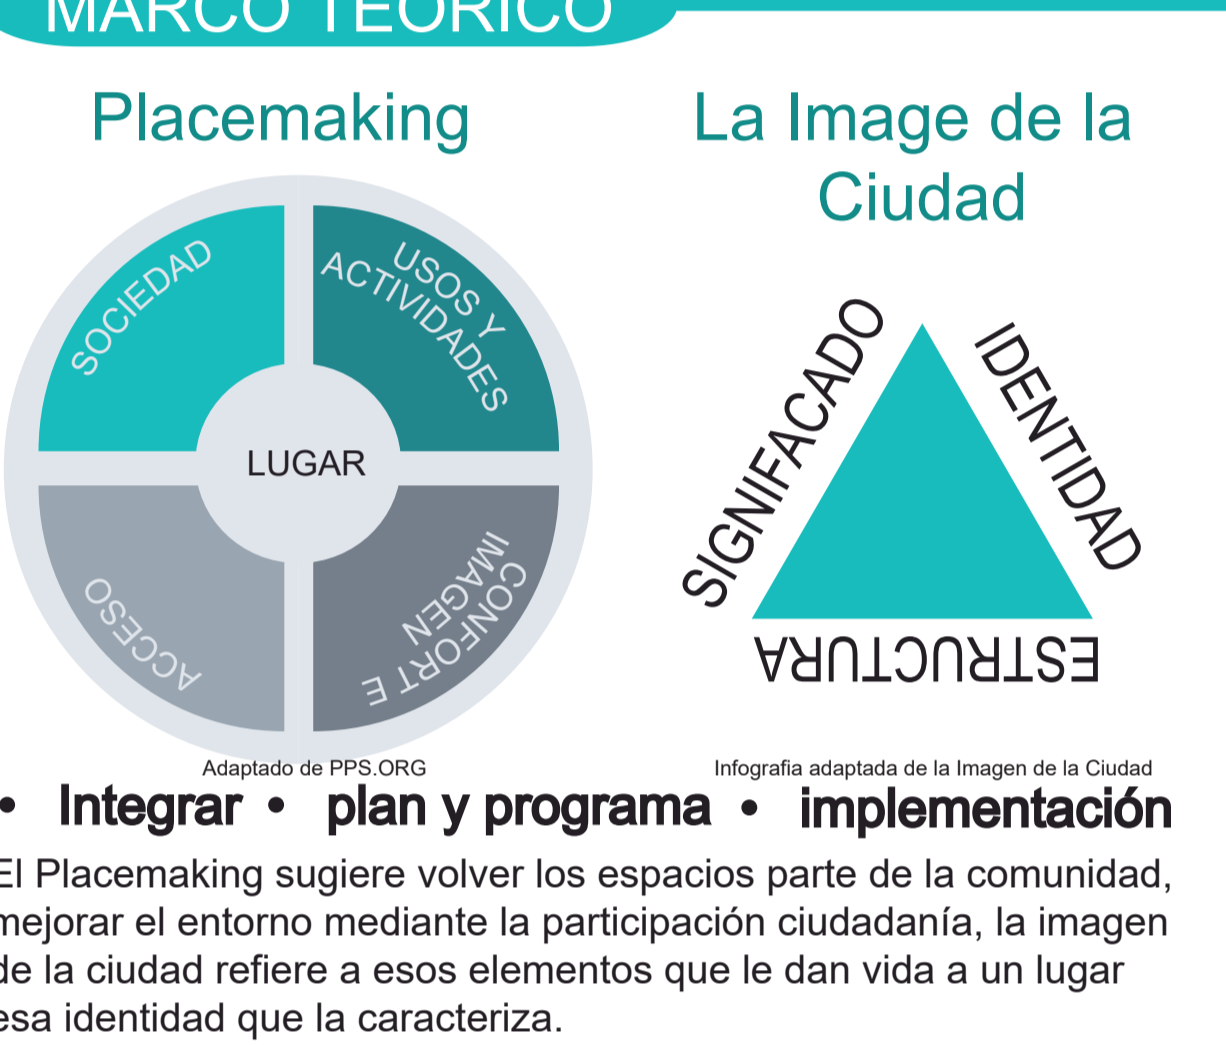 MARCO TEÓRICO
Placemaking
SOCIEDAD
USOS Y
ACTIVIDADES
LUGAR
ACCESO
CONFORT E
IMAGEN
Adaptado de PPS.ORG
La Image de la
Ciudad
SIGNIFACADO
IDENTIDAD
ESTRUCTURA
Infografia adaptada de la Imagen de la Ciudad
• Integrar • plan y programa • implementación
El Placemaking sugiere volver los espacios parte de la comunidad,
mejorar el entorno mediante la participación ciudadanía, la imagen
de la ciudad refiere a esos elementos que le dan vida a un lugar
esa identidad que la caracteriza.